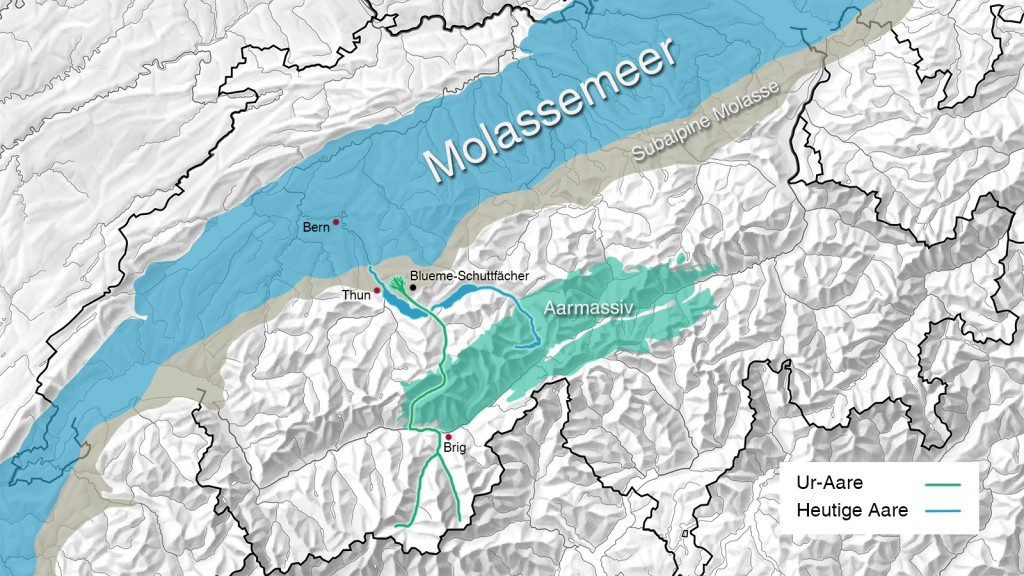 Molassemeer
Subalpine Molasse
Bern
Blueme-Schuttfächer
Thun
Aarmassiv
Brig
Ur-Aare
Heutige Aare